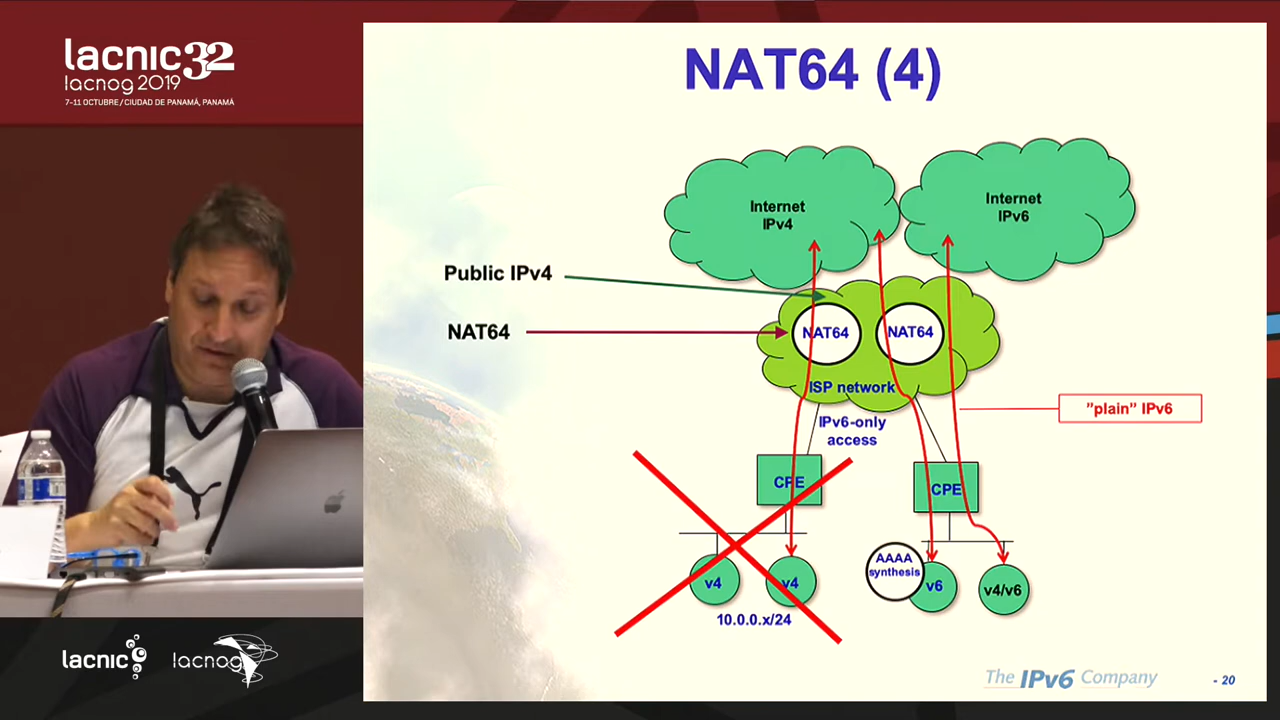 lacnic32
lacnog 2019
7-11 OCTUBRE / CIUDAD DE PANAMÁ, PANAMÁ
NAT64 (4)
Internet
IPv4
Internet
IPv6
Public IPv4
NAT64
NAT64
NAT64
ISP network
"plain" IPv6
IPv6-only
access
CPE
CPE
AAAA
synthesis
v4
v4
v6
v4/v6
10.0.0.x/24
lacnic
lacnog
The IPv6 Company
- 20